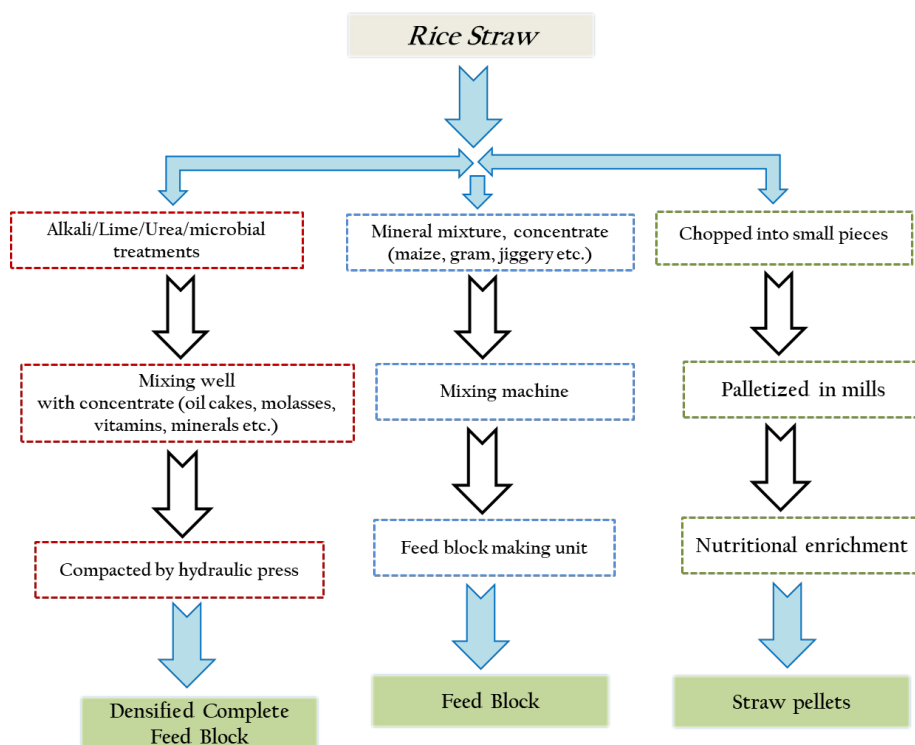 Rice Straw
Alkali/Lime/Urea/microbial
treatments
Mixing well
with concentrate (oil cakes, molasses,
vitamins, minerals etc.)
Compacted by hydraulic press
Densified Complete
Feed Block
Mineral mixture, concentrate
(maize, gram, jiggery etc.)
Mixing machine
Feed block making unit
Feed Block
Chopped into small pieces
Palletized in mills
Nutritional enrichment
Straw pellets